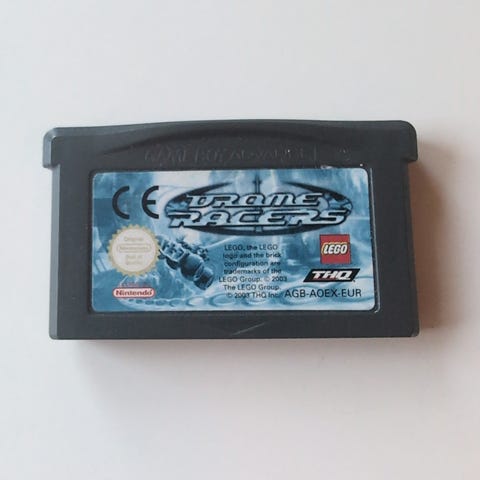 GAME BOY ADVANCE
CE
DROME
RACERS
Original
Nintendo
Seal of
Quality
LEGO, the LEGO
logo and the brick
configuration are
trademarks of the
LEGO Group. © 2003
The LEGO Group.
© 2003 THQ Inc.
LEGO
THQ
Nintendo
AGB-AOEX-EUR